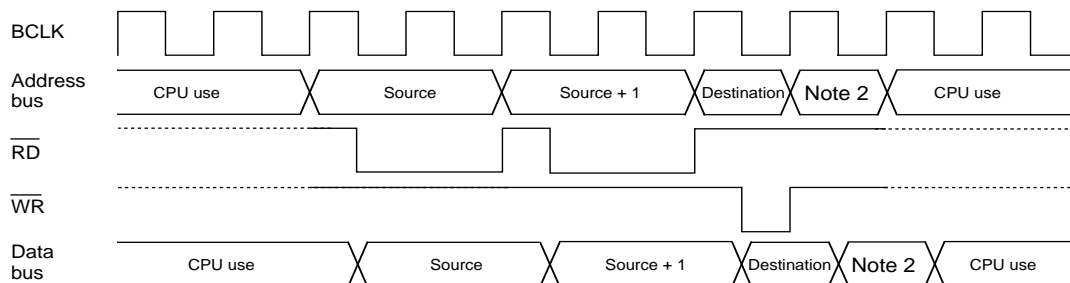 BCLK
Address bus
CPU use
Source
Source + 1
Destination
Note 2
CPU use
RD
WR
Data bus
CPU use
Source
Source + 1
Destination
Note 2
CPU use